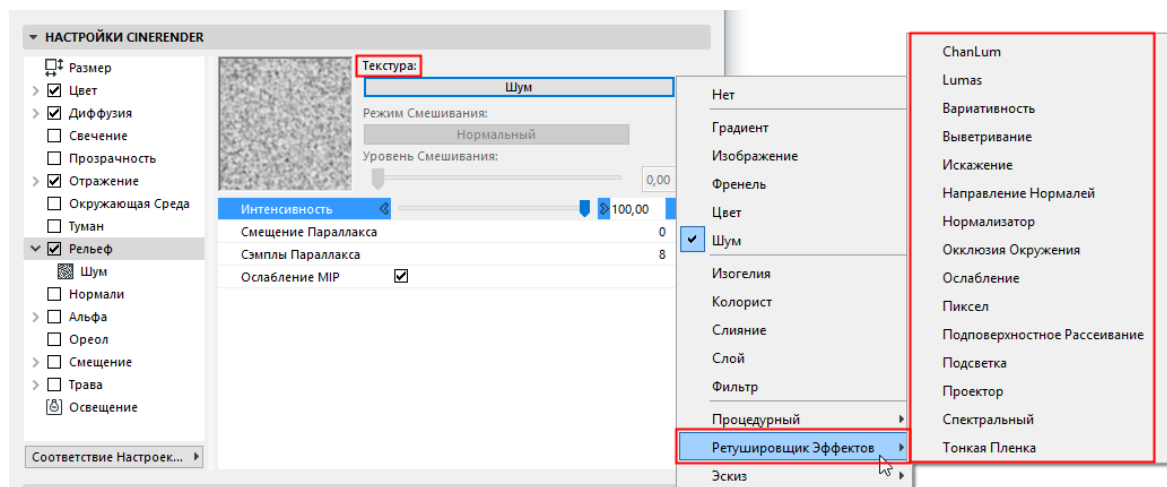 НАСТРОЙКИ CINERENDER
Размер
Цвет
Диффузия
Свечение
Прозрачность
Отражение
Окружающая Среда
Туман
Рельеф
Шум
Нормали
Альфа
Ореол
Смещение
Трава
Освещение
Соответствие Настроек...
Текстура:
Шум
Режим Смешивания:
Нормальный
Уровень Смешивания:
0,00
Интенсивность 100,00
Смещение Параллакса 0
Сэмплы Параллакса 8
Ослабление MIP
Нет
Градиент
Изображение
Френель
Цвет
Шум
Изогелия
Колорист
Слияние
Слой
Фильтр
Процедурный
Ретушировщик Эффектов
Эскиз
ChanLum
Lumas
Вариативность
Выветривание
Искажение
Направление Нормалей
Нормализатор
Окклюзия Окружения
Ослабление
Пиксел
Подповерхностное Рассеивание
Подсветка
Проектор
Спектральный
Тонкая Пленка